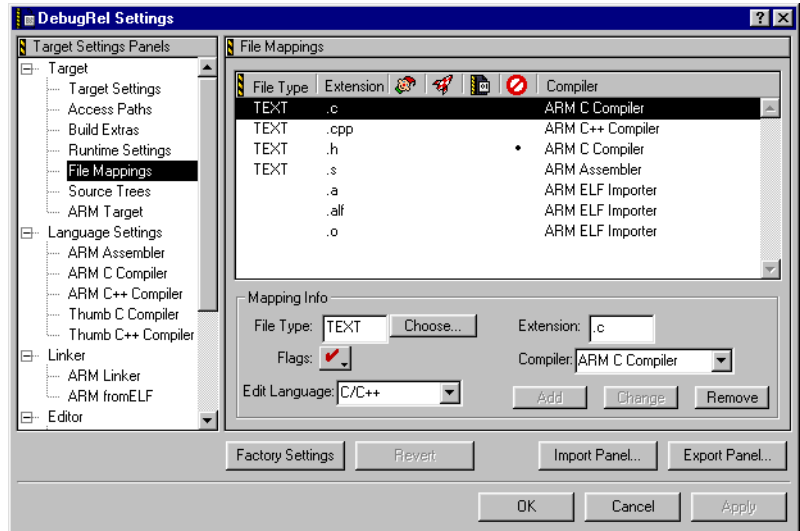 DebugRel Settings
Target Settings Panels
Target
Target Settings
Access Paths
Build Extras
Runtime Settings
File Mappings
Source Trees
ARM Target
Language Settings
ARM Assembler
ARM C Compiler
ARM C++ Compiler
Thumb C Compiler
Thumb C++ Compiler
Linker
ARM Linker
ARM fromELF
Editor
File Mappings
File Type Extension Compiler
TEXT .c ARM C Compiler
TEXT .cpp ARM C++ Compiler
TEXT .h • ARM C Compiler
TEXT .s ARM Assembler
.a ARM ELF Importer
.alf ARM ELF Importer
.o ARM ELF Importer
Mapping Info
File Type: TEXT Choose... Extension: .c
Flags: Compiler: ARM C Compiler
Edit Language: C/C++ Add Change Remove
Factory Settings Revert Import Panel... Export Panel...
OK Cancel Apply